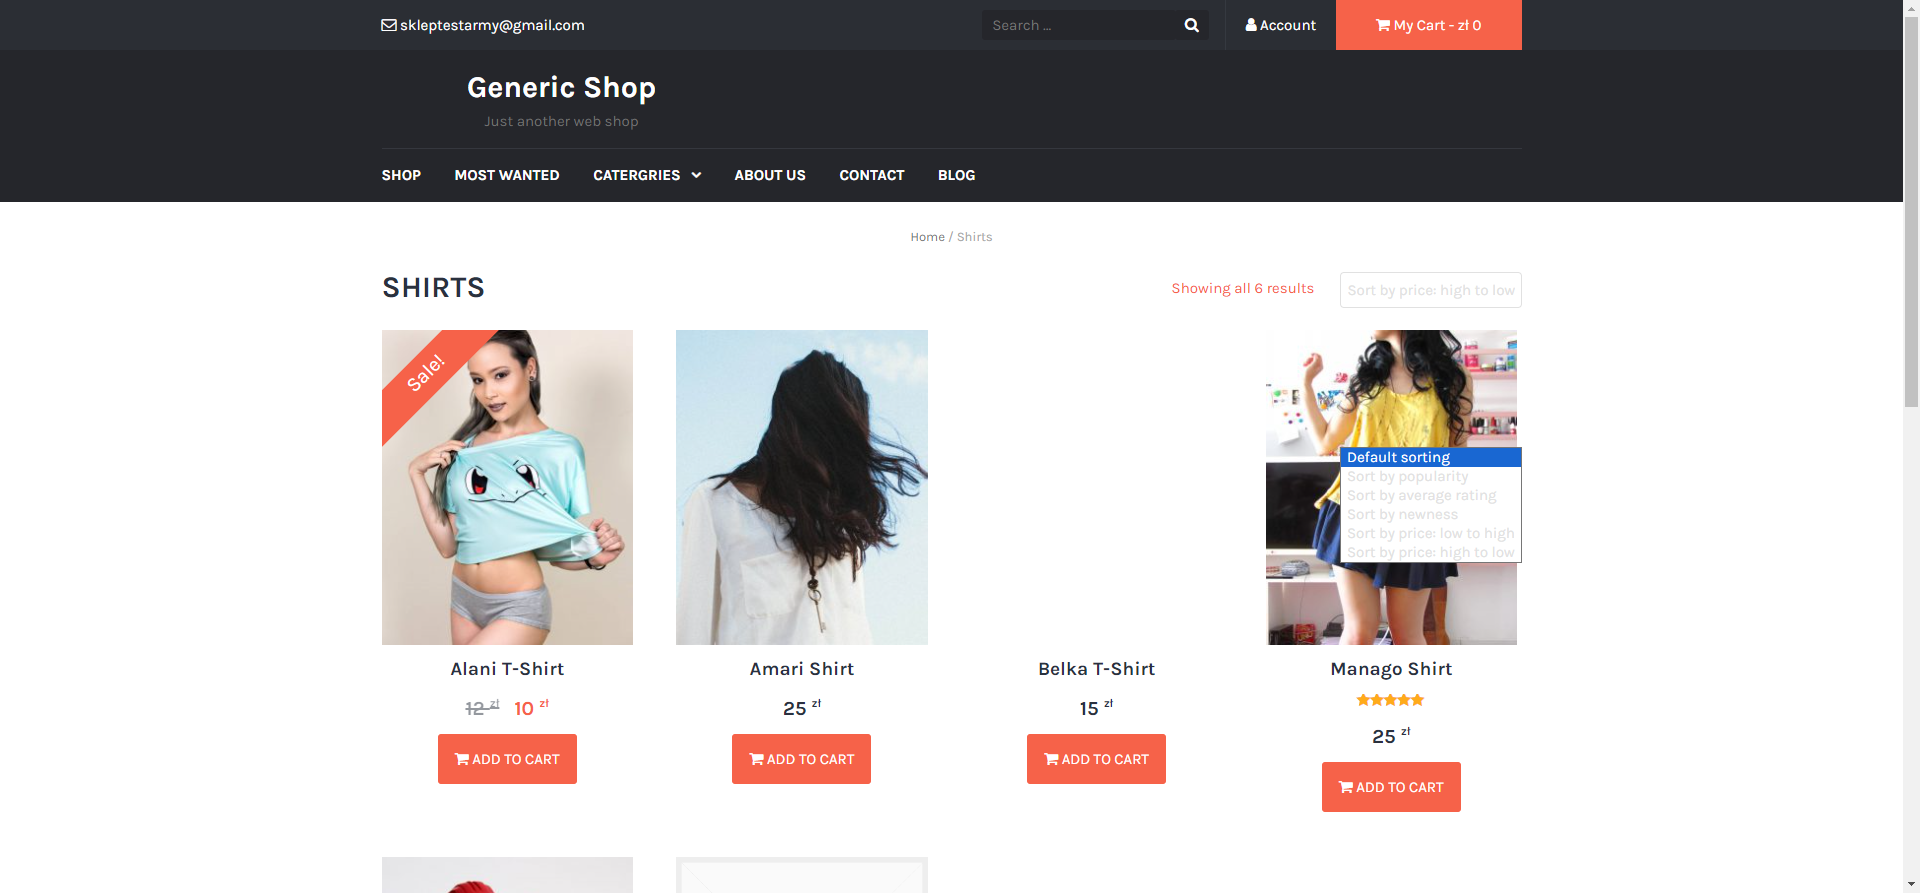 skleptestarmy@gmail.com
Search ...
Account
My Cart - zł 0
Generic Shop
Just another web shop
SHOP
MOST WANTED
CATERGRIES
ABOUT US
CONTACT
BLOG
Home / Shirts
SHIRTS
Showing all 6 results
Sort by price: high to low
Sale!
Default sorting
Sort by popularity
Sort by average rating
Sort by newness
Sort by price: low to high
Sort by price: high to low
Alani T-Shirt
12 zł 10 zł
ADD TO CART
Amari Shirt
25 zł
ADD TO CART
Belka T-Shirt
15 zł
ADD TO CART
Manago Shirt
25 zł
ADD TO CART